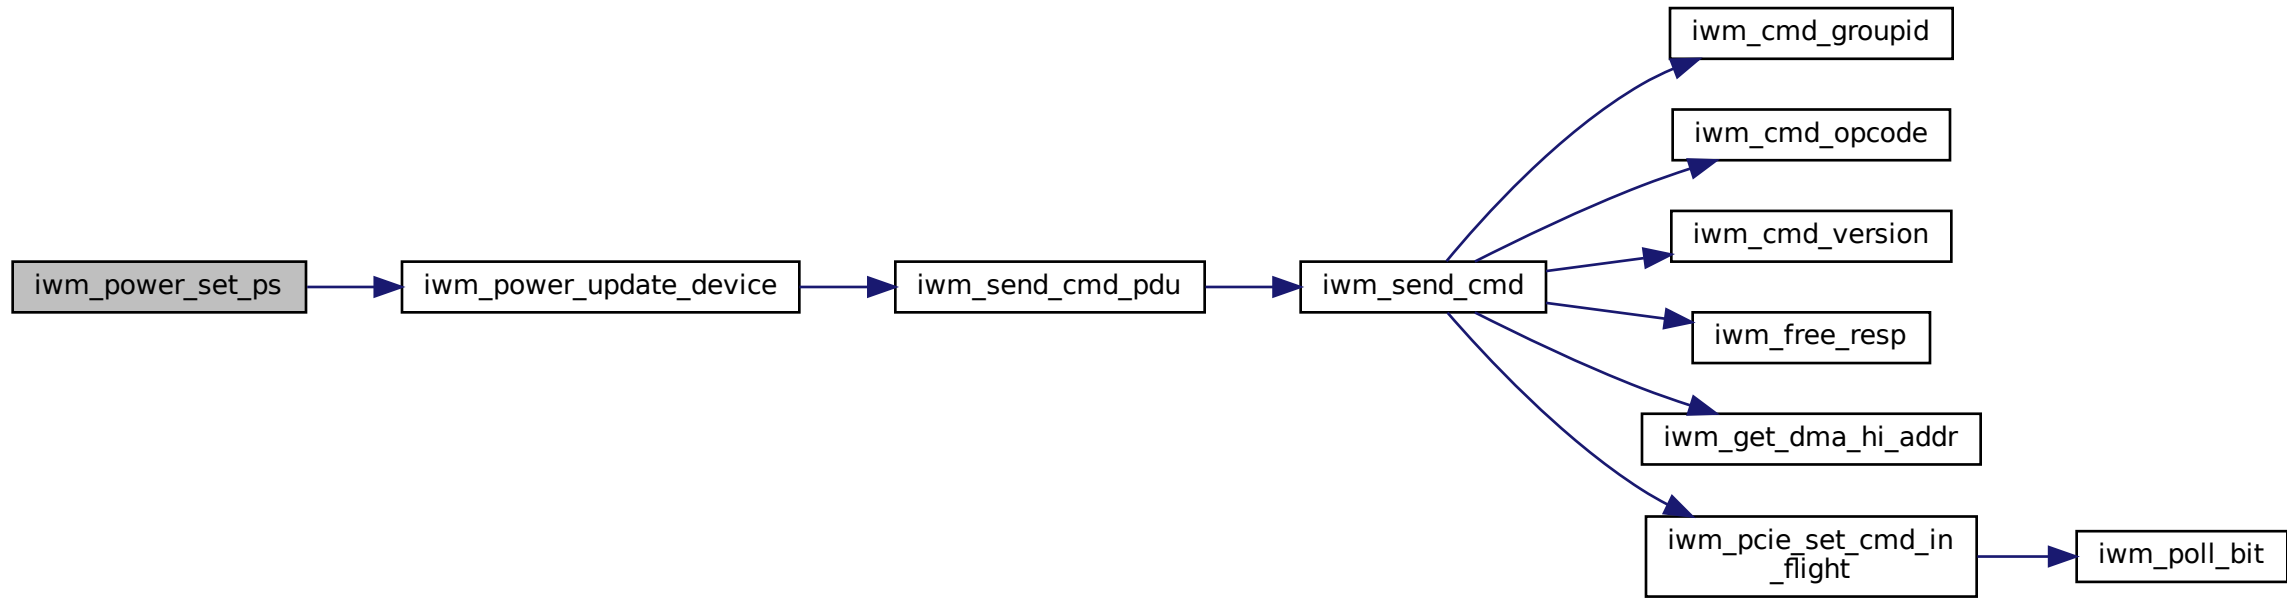 iwm_power_set_ps
iwm_power_update_device
iwm_send_cmd_pdu
iwm_send_cmd
iwm_cmd_groupid
iwm_cmd_opcode
iwm_cmd_version
iwm_free_resp
iwm_get_dma_hi_addr
iwm_pcie_set_cmd_in
_flight
iwm_poll_bit